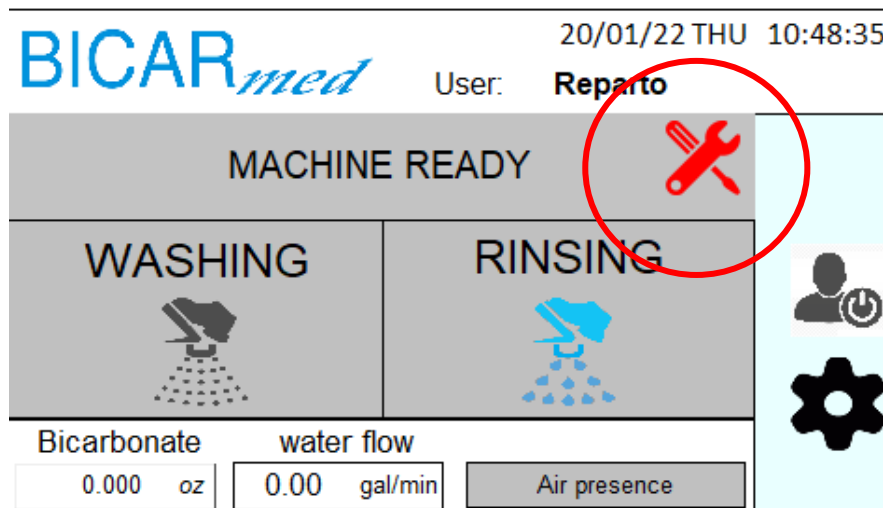 BICARmed
20/01/22 THU 10:48:35
User: Reparto
MACHINE READY
WASHING
RINSING
Bicarbonate
water flow
0.000 oz
0.00 gal/min
Air presence